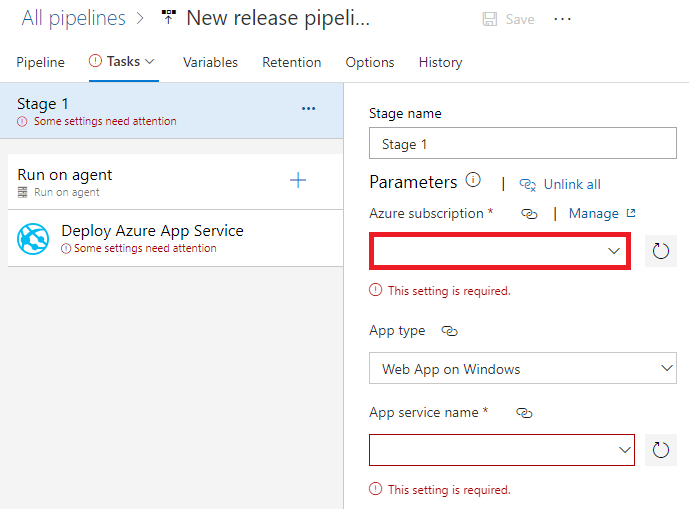 All pipelines > New release pipeli... Save ...
Pipeline Tasks Variables Retention Options History
Stage 1
Some settings need attention
Run on agent
Run on agent
Deploy Azure App Service
Some settings need attention
Stage name
Stage 1
Parameters | Unlink all
Azure subscription * | Manage
This setting is required.
App type
Web App on Windows
App service name *
This setting is required.